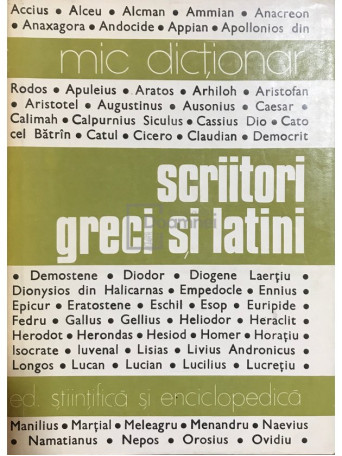 Accius • Alceu • Alcman • Ammian • Anacreon
• Anaxagora • Andocide • Appian • Apollonios din
mic dicționar
Rodos • Apuleius • Aratos • Arhiloh • Aristofan
• Aristotel • Augustinus • Ausonius • Caesar •
Calimah • Calpurnius Siculus • Cassius Dio • Cato
cel Bătrîn • Catul • Cicero • Claudian • Democrit
scriitori
greci și latini
• Demostene • Diodor • Diogene Laerțiu •
Dionysios din Halicarnas • Empedocle • Ennius •
Epicur • Eratostene • Eschil • Esop • Euripide •
Fedru • Gallus • Gellius • Heliodor • Heraclit •
Herodot • Herondas • Hesiod • Homer • Horațiu •
Isocrate • Iuvenal • Lisias • Livius Andronicus •
Longos • Lucan • Lucian • Lucilius • Lucrețiu •
ed. științifică și enciclopedică
Manilius • Marțial • Meleagru • Menandru • Naevius
• Namatianus • Nepos • Orosius • Ovidiu •